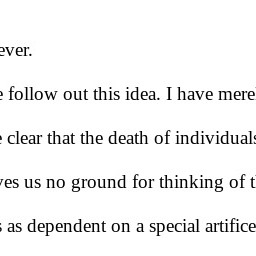 ever.
follow out this idea. I have mere
clear that the death of individuals
us no ground for thinking of t
as dependent on a special artifice